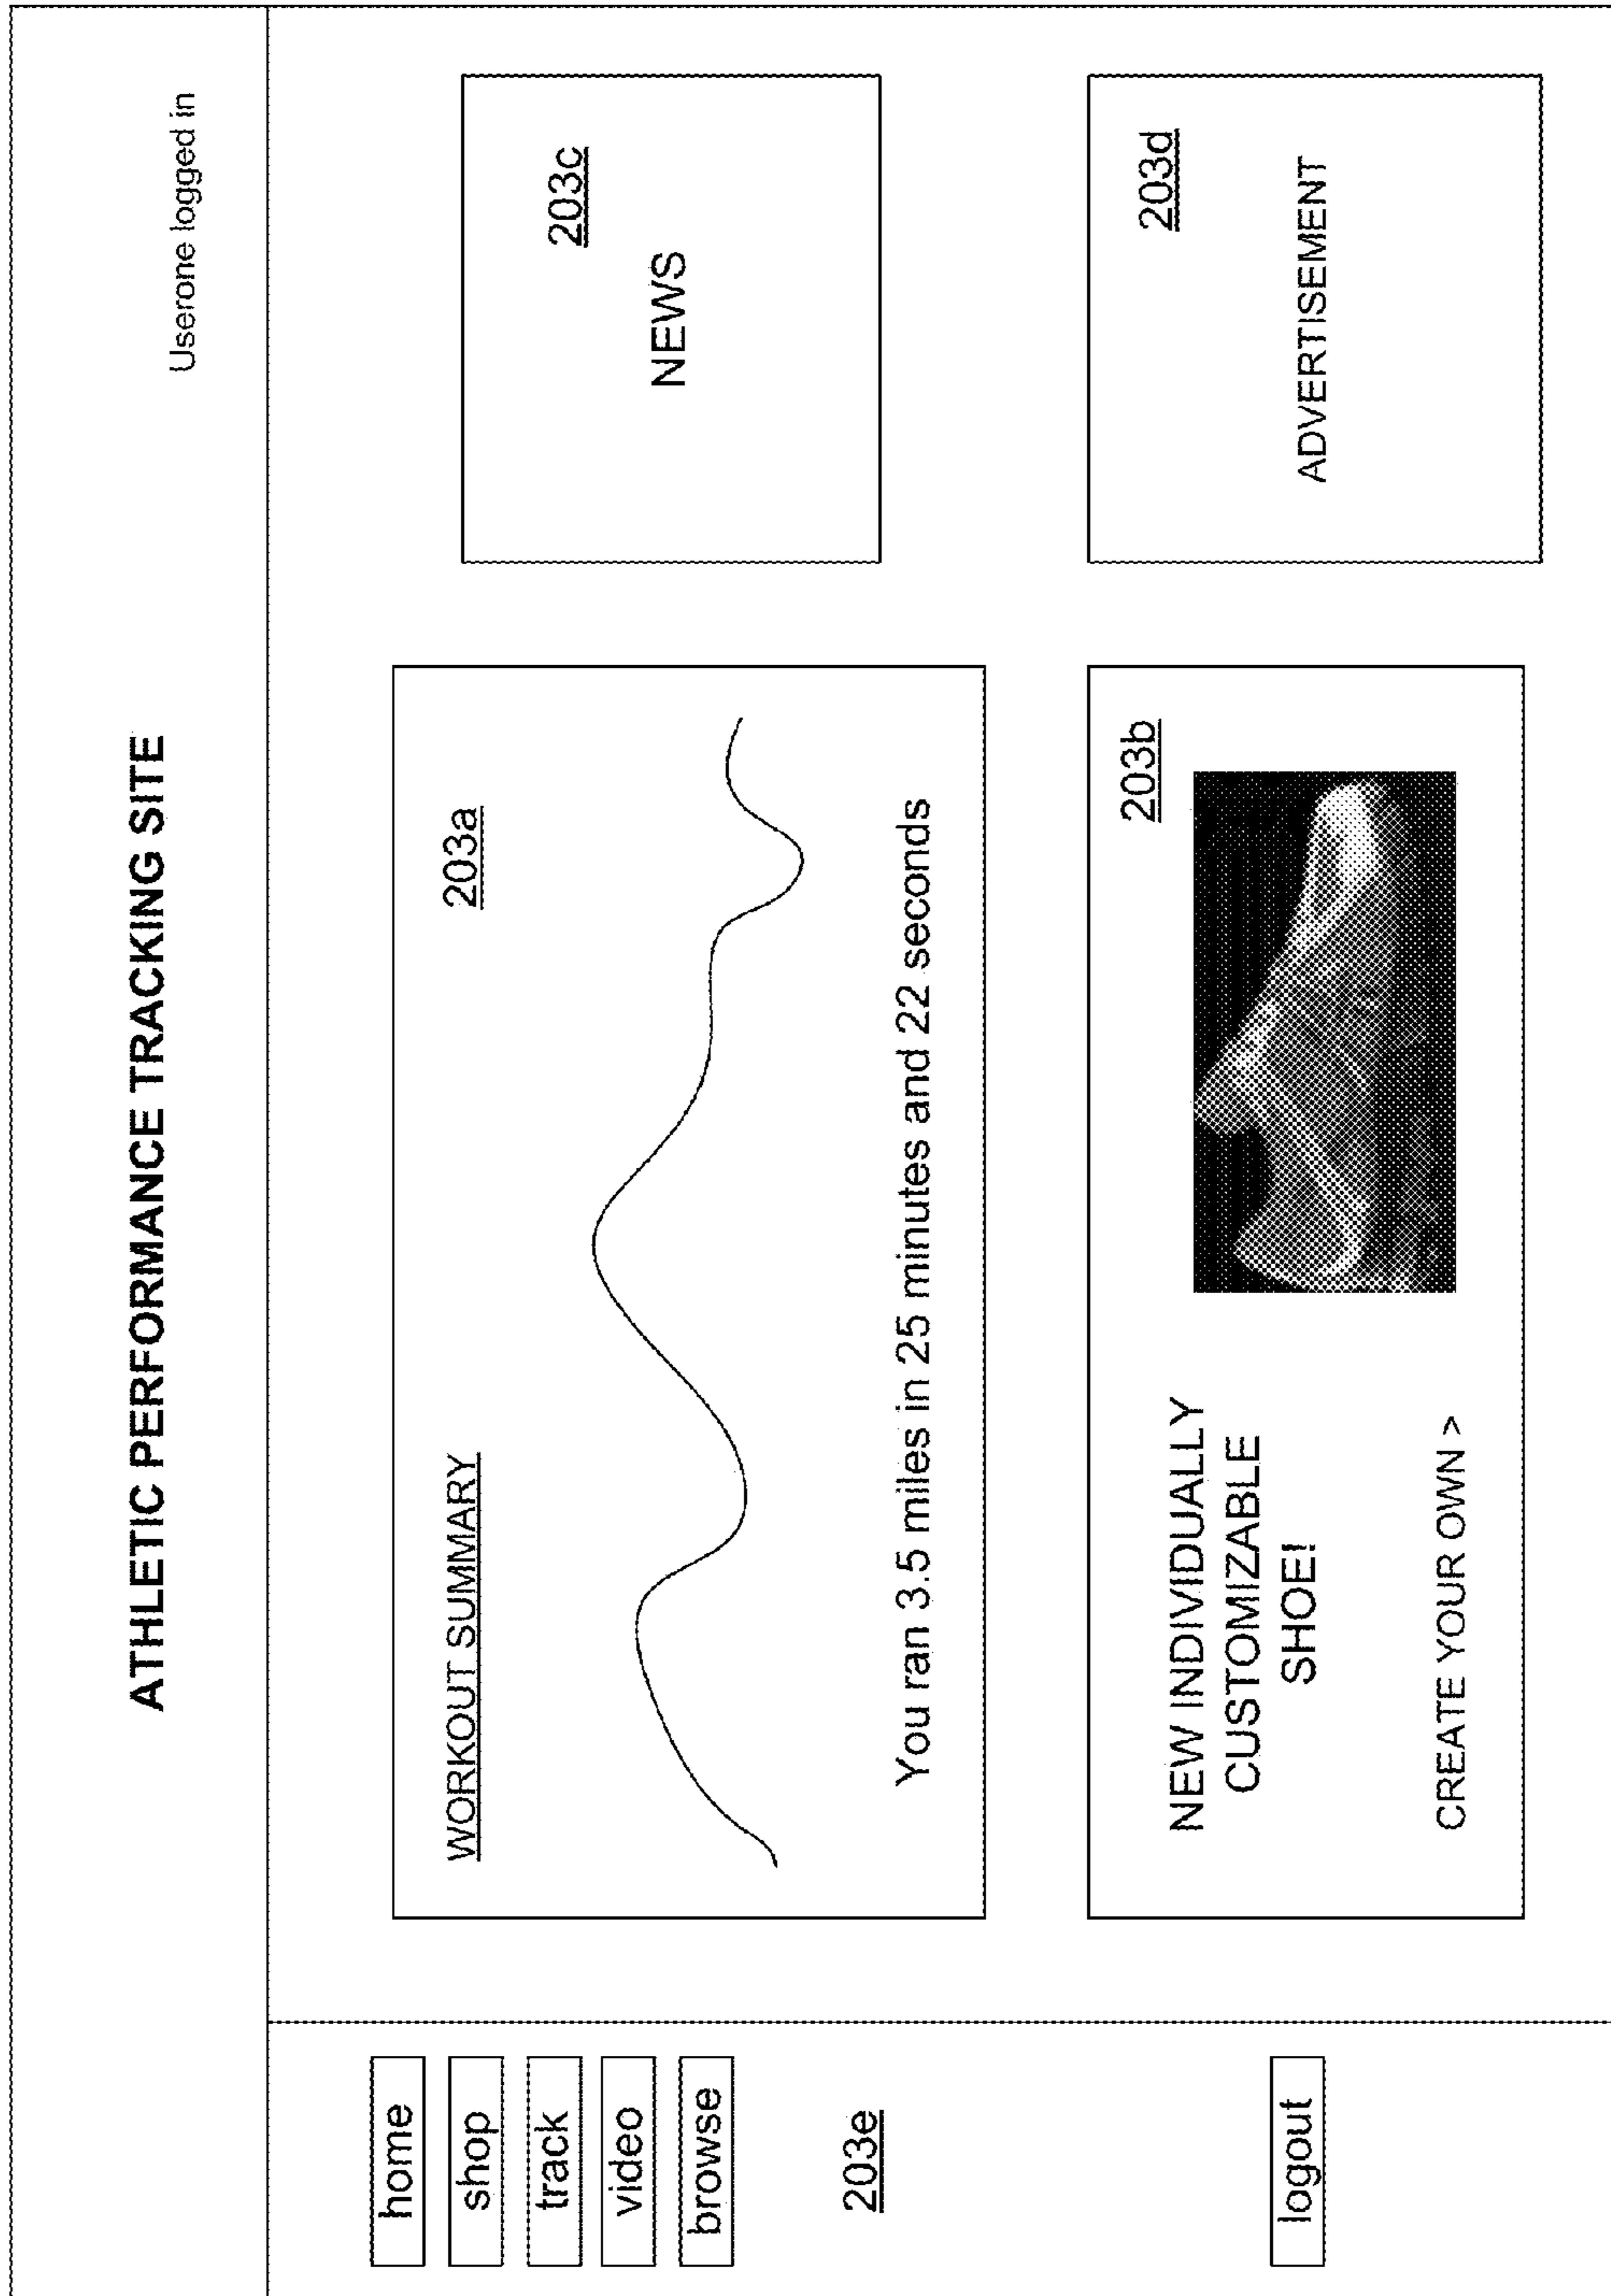 ATHLETIC PERFORMANCE TRACKING SITE
Userone logged in
home
shop
track
video
browse
203e
logout
WORKOUT SUMMARY
203a
You ran 3.5 miles in 25 minutes and 22 seconds
203c
NEWS
203b
NEW INDIVIDUALLY
CUSTOMIZABLE
SHOE!
CREATE YOUR OWN >
203d
ADVERTISEMENT